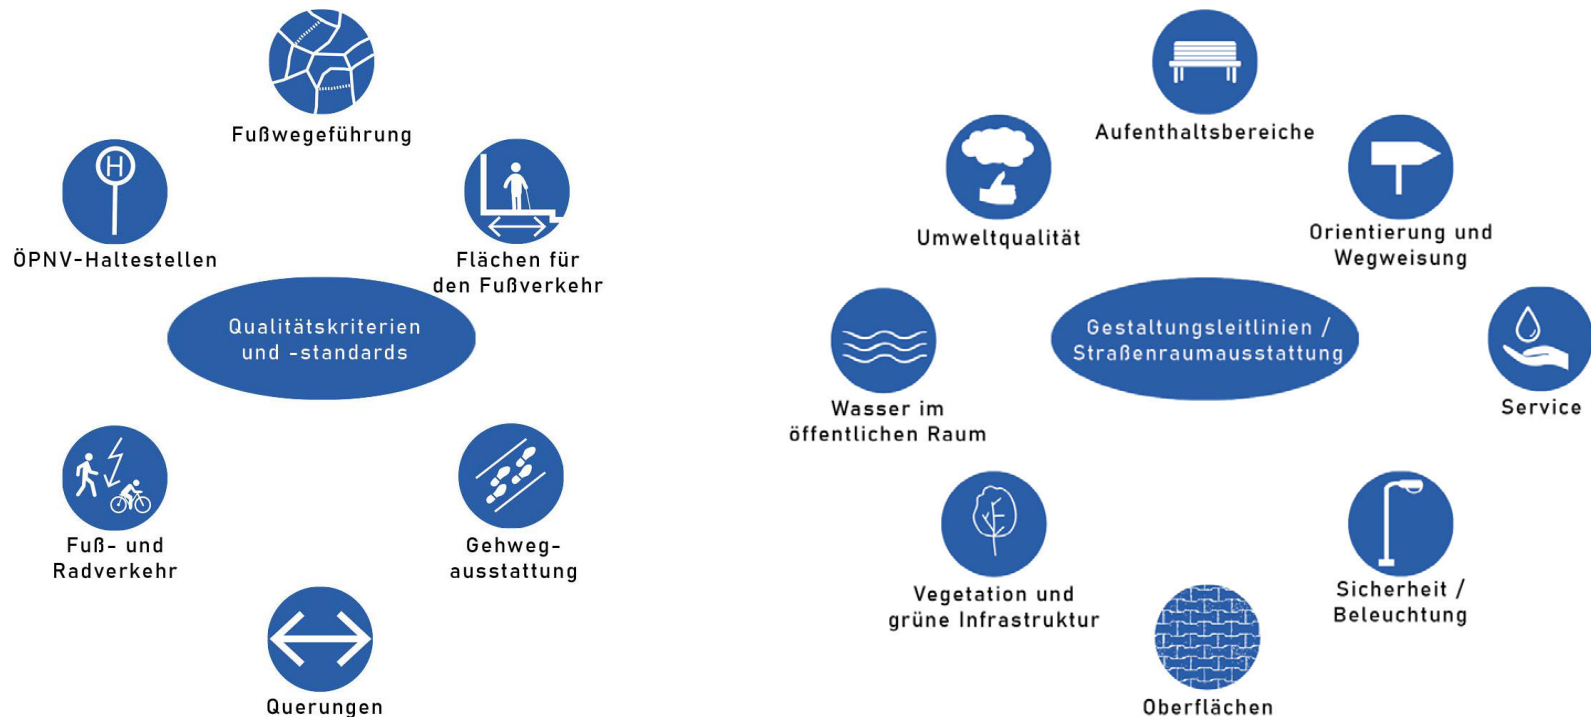 Fußwegeführung
ÖPNV-Haltestellen
H
Flächen für
den Fußverkehr
Qualitätskriterien
und -standards
Fuß- und
Radverkehr
Gehweg-
ausstattung
Querungen
Aufenthaltsbereiche
Umweltqualität
Orientierung und
Wegweisung
Gestaltungsleitlinien /
Straßenraumausstattung
Wasser im
öffentlichen Raum
Service
Vegetation und
grüne Infrastruktur
Sicherheit /
Beleuchtung
Oberflächen